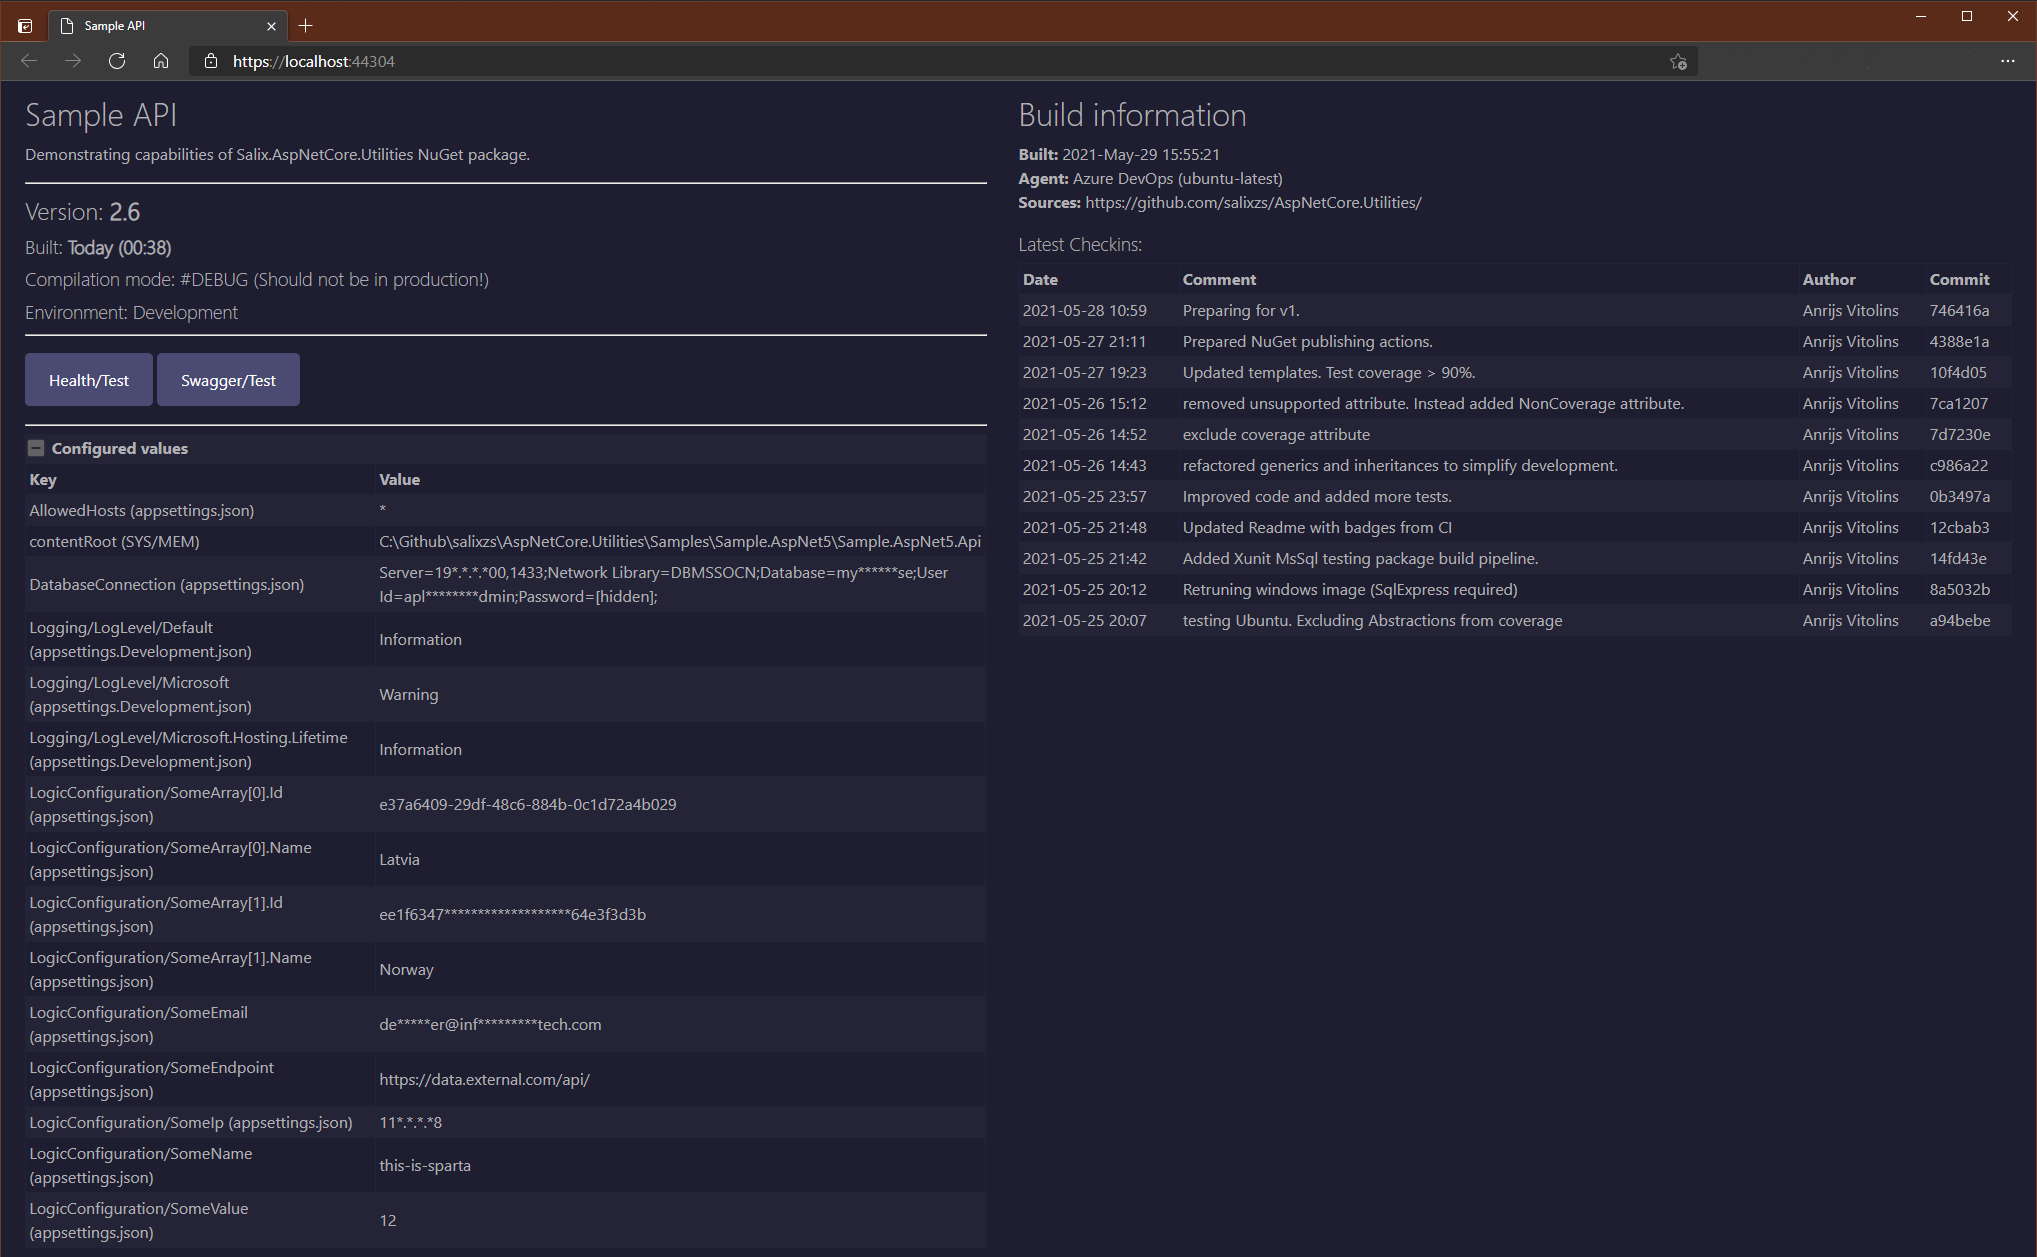 Sample API
https://localhost:44304
Sample API
Demonstrating capabilities of Salix.AspNetCore.Utilities NuGet package.
Version: 2.6
Built: Today (00:38)
Compilation mode: #DEBUG (Should not be in production!)
Environment: Development
Health/Test
Swagger/Test
Configured values
Key Value
AllowedHosts (appsettings.json) *
contentRoot (SYS/MEM) C:\Github\salixzs\AspNetCore.Utilities\Samples\Sample.AspNet5\Sample.AspNet5.Api
DatabaseConnection (appsettings.json)
Server=19*.*.*.*00,1433;Network Library=DBMSSOCN;Database=my******se;User
Id=apl********dmin;Password=[hidden];
Logging/LogLevel/Default
(appsettings.Development.json)
Information
Logging/LogLevel/Microsoft
(appsettings.Development.json)
Warning
Logging/LogLevel/Microsoft.Hosting.Lifetime
(appsettings.Development.json)
Information
LogicConfiguration/SomeArray[0].Id
(appsettings.json)
e37a6409-29df-48c6-884b-0c1d72a4b029
LogicConfiguration/SomeArray[0].Name
(appsettings.json)
Latvia
LogicConfiguration/SomeArray[1].Id
(appsettings.json)
ee1f6347*******************64e3f3d3b
LogicConfiguration/SomeArray[1].Name
(appsettings.json)
Norway
LogicConfiguration/SomeEmail
(appsettings.json)
de*****er@inf*********tech.com
LogicConfiguration/SomeEndpoint
(appsettings.json)
https://data.external.com/api/
LogicConfiguration/SomeIp (appsettings.json) 11*.*.*.*8
LogicConfiguration/SomeName
(appsettings.json)
this-is-sparta
LogicConfiguration/SomeValue
(appsettings.json)
12
Build information
Built: 2021-May-29 15:55:21
Agent: Azure DevOps (ubuntu-latest)
Sources: https://github.com/salixzs/AspNetCore.Utilities/
Latest Checkins:
Date Comment Author Commit
2021-05-28 10:59 Preparing for v1. Anrijs Vitolins 746416a
2021-05-27 21:11 Prepared NuGet publishing actions. Anrijs Vitolins 4388e1a
2021-05-27 19:23 Updated templates. Test coverage > 90%. Anrijs Vitolins 10f4d05
2021-05-26 15:12 removed unsupported attribute. Instead added NonCoverage attribute. Anrijs Vitolins 7ca1207
2021-05-26 14:52 exclude coverage attribute Anrijs Vitolins 7d7230e
2021-05-26 14:43 refactored generics and inheritances to simplify development. Anrijs Vitolins c986a22
2021-05-25 23:57 Improved code and added more tests. Anrijs Vitolins 0b3497a
2021-05-25 21:48 Updated Readme with badges from CI Anrijs Vitolins 12cbab3
2021-05-25 21:42 Added Xunit MsSql testing package build pipeline. Anrijs Vitolins 14fd43e
2021-05-25 20:12 Retruning windows image (SqlExpress required) Anrijs Vitolins 8a5032b
2021-05-25 20:07 testing Ubuntu. Excluding Abstractions from coverage Anrijs Vitolins a94bebe